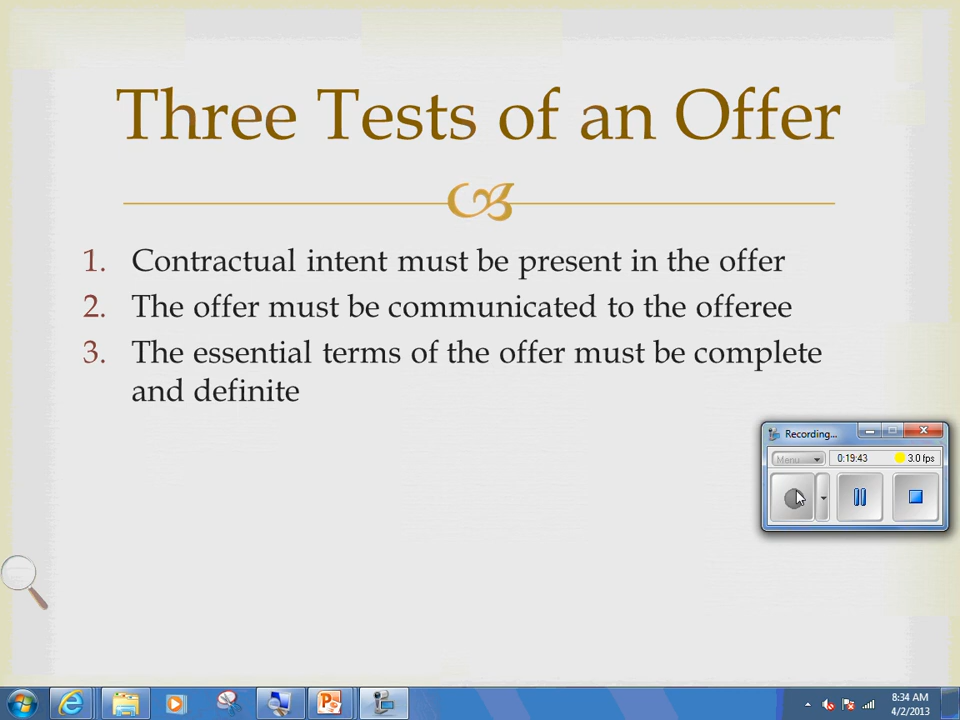 Three Tests of an Offer
1. Contractual intent must be present in the offer
2. The offer must be communicated to the offeree
3. The essential terms of the offer must be complete
and definite
Recording...
Menu
0:19:43
3.0 fps
8:34 AM
4/2/2013